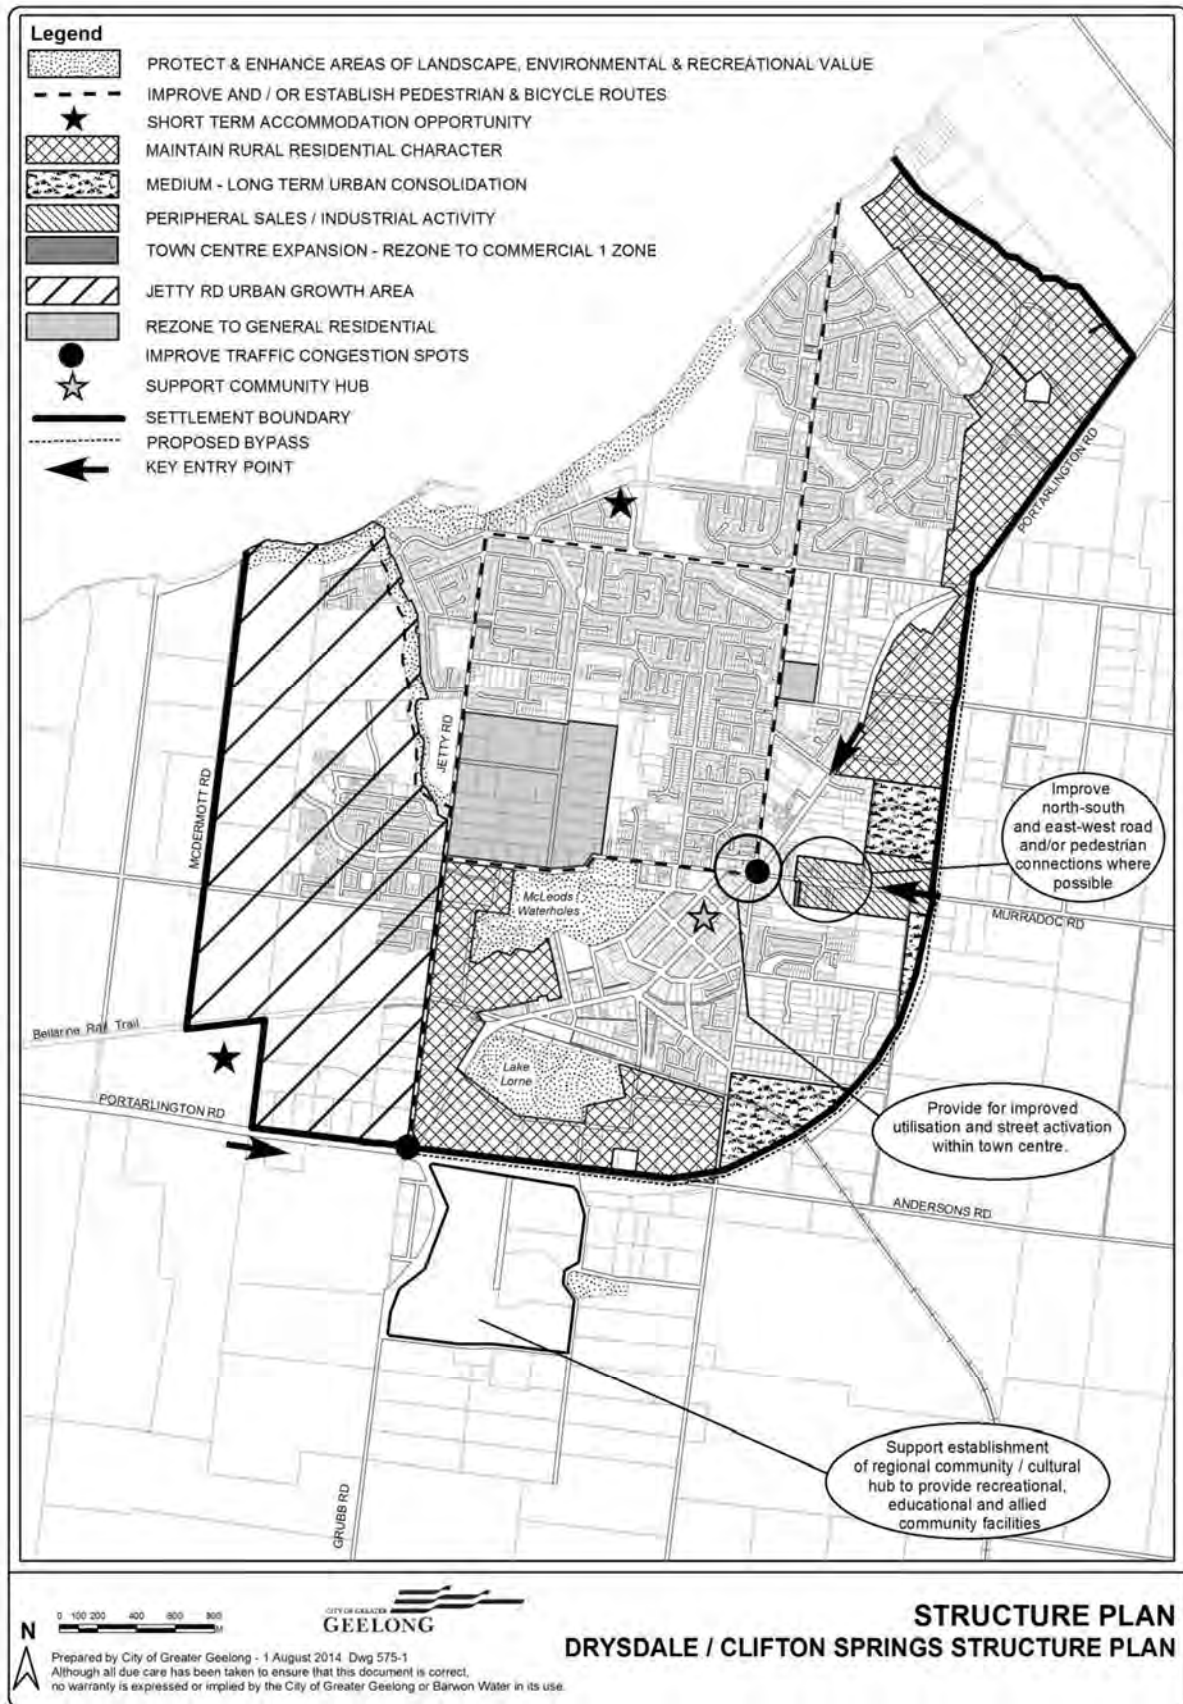 Legend
PROTECT & ENHANCE AREAS OF LANDSCAPE, ENVIRONMENTAL & RECREATIONAL VALUE
IMPROVE AND / OR ESTABLISH PEDESTRIAN & BICYCLE ROUTES
SHORT TERM ACCOMMODATION OPPORTUNITY
MAINTAIN RURAL RESIDENTIAL CHARACTER
MEDIUM - LONG TERM URBAN CONSOLIDATION
PERIPHERAL SALES / INDUSTRIAL ACTIVITY
TOWN CENTRE EXPANSION - REZONE TO COMMERCIAL 1 ZONE
JETTY RD URBAN GROWTH AREA
REZONE TO GENERAL RESIDENTIAL
IMPROVE TRAFFIC CONGESTION SPOTS
SUPPORT COMMUNITY HUB
SETTLEMENT BOUNDARY
PROPOSED BYPASS
KEY ENTRY POINT
PORTARLINGTON RD
JETTY RD
MCDERMOTT RD
Improve
north-south
and east-west road
and/or pedestrian
connections where
possible
McLeods
Waterholes
MURRADOC RD
Bellarine Rail Trail
Lake
Lorne
PORTARLINGTON RD
Provide for improved
utilisation and street activation
within town centre.
ANDERSONS RD
Support establishment
of regional community / cultural
hub to provide recreational,
educational and allied
community facilities
GRUBB RD
N
0 100 200 400 600 800
M
CITY OF GREATER
GEELONG
Prepared by City of Greater Geelong - 1 August 2014 Dwg 575-1
Although all due care has been taken to ensure that this document is correct,
no warranty is expressed or implied by the City of Greater Geelong or Barwon Water in its use.
STRUCTURE PLAN
DRYSDALE / CLIFTON SPRINGS STRUCTURE PLAN